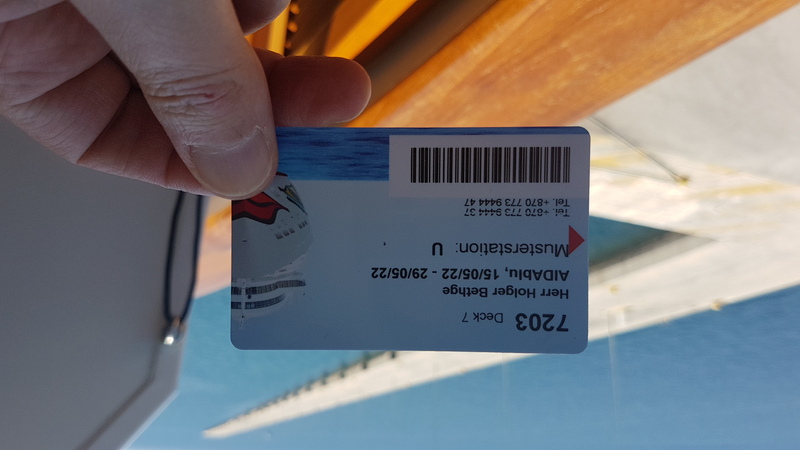 7203 Deck 7
Herr Holger Bethge
AIDAblu, 15/05/22 - 29/05/22
Musterstation: U
Tel. +870 773 9444 37
Tel. +870 773 9444 47